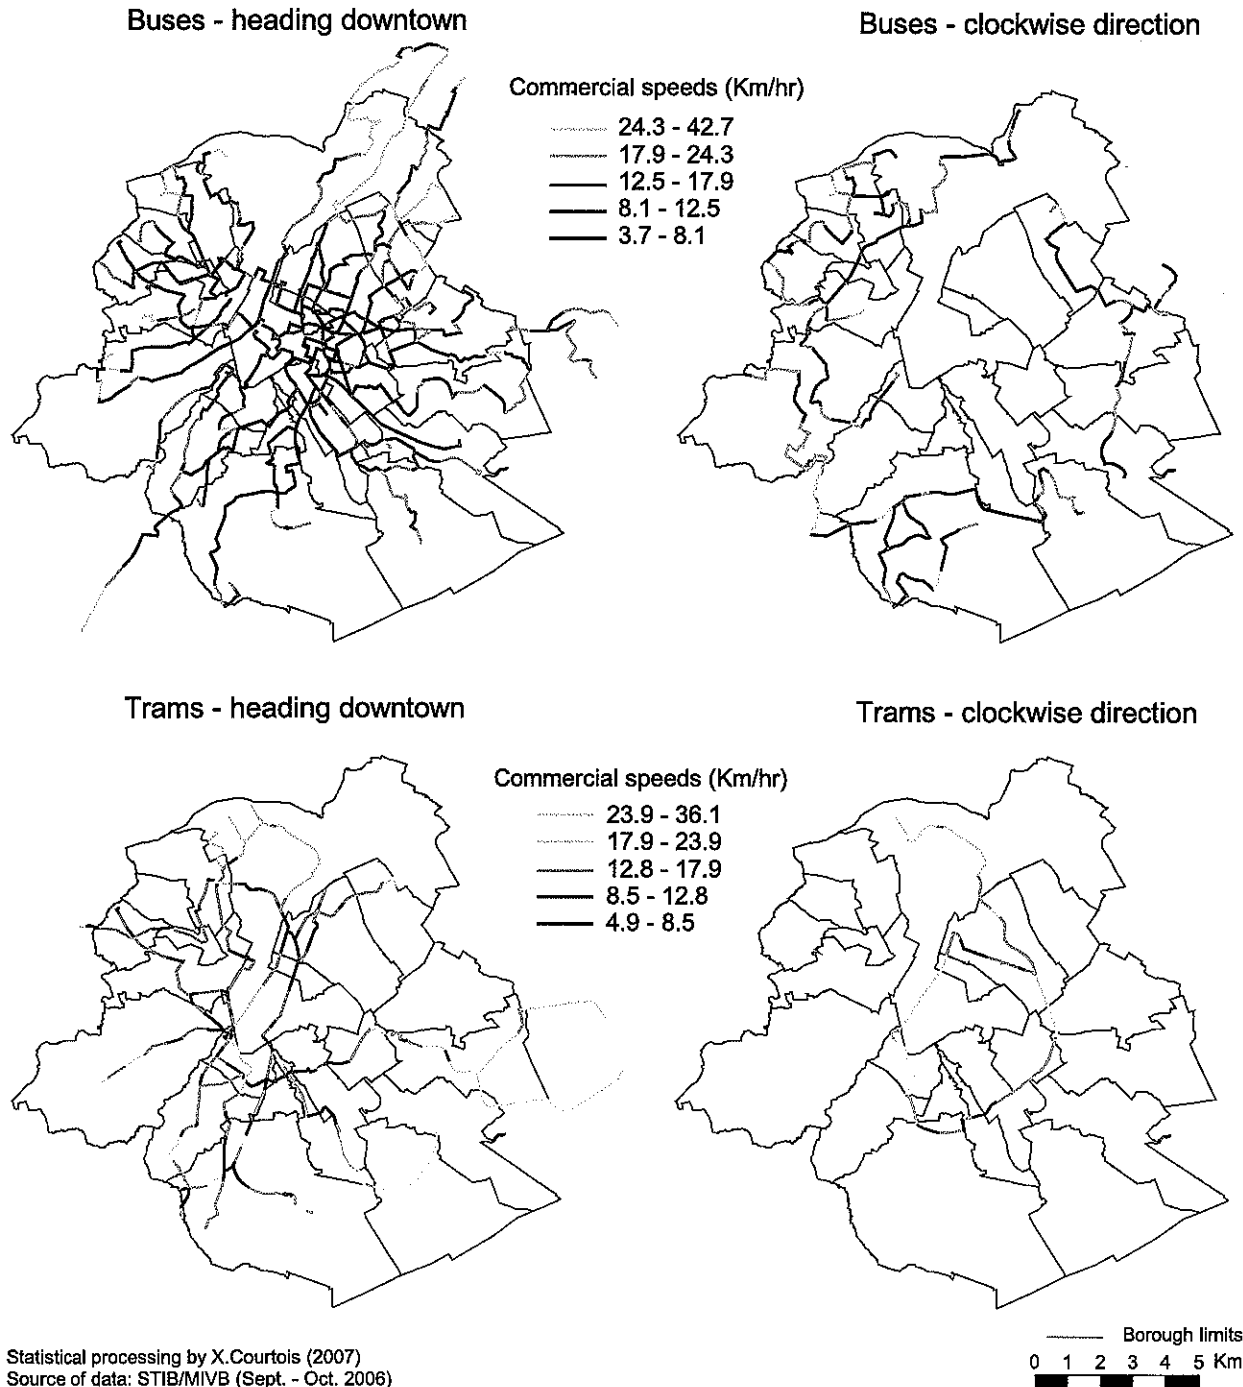 Buses - heading downtown
Buses - clockwise direction
Commercial speeds (Km/hr)
24.3 - 42.7
17.9 - 24.3
12.5 - 17.9
8.1 - 12.5
3.7 - 8.1
Trams - heading downtown
Trams - clockwise direction
Commercial speeds (Km/hr)
23.9 - 36.1
17.9 - 23.9
12.8 - 17.9
8.5 - 12.8
4.9 - 8.5
Borough limits
0 1 2 3 4 5 Km
Statistical processing by X.Courtois (2007)
Source of data: STIB/MIVB (Sept. - Oct. 2006)